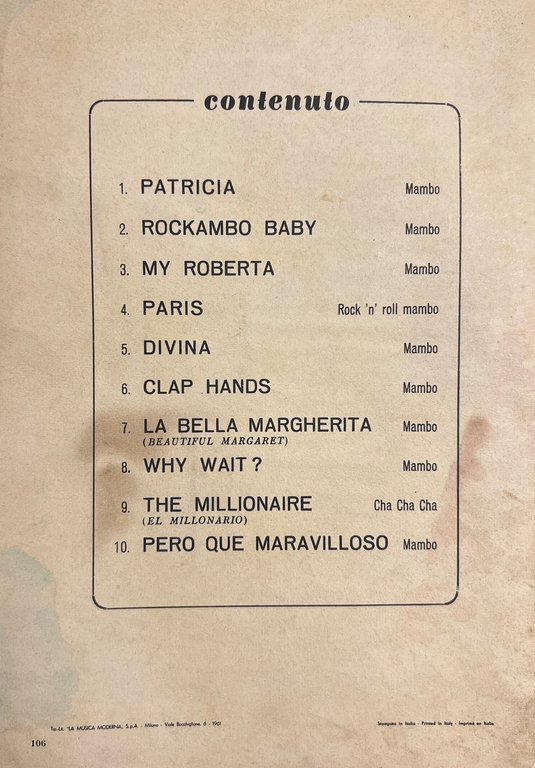 contenuto
1. PATRICIA Mambo
2. ROCKAMBO BABY Mambo
3. MY ROBERTA Mambo
4. PARIS Rock 'n' roll mambo
5. DIVINA Mambo
6. CLAP HANDS Mambo
7. LA BELLA MARGHERITA Mambo
(BEAUTIFUL MARGARET)
8. WHY WAIT ? Mambo
9. THE MILLIONAIRE Cha Cha Cha
(EL MILLONARIO)
10. PERO QUE MARAVILLOSO Mambo
"LA MUSICA MODERNA, S.p.A. - Milano - Viale 6 - 1961 Stampato in Italia - Printed in Italy - Imprimé en Italie
106